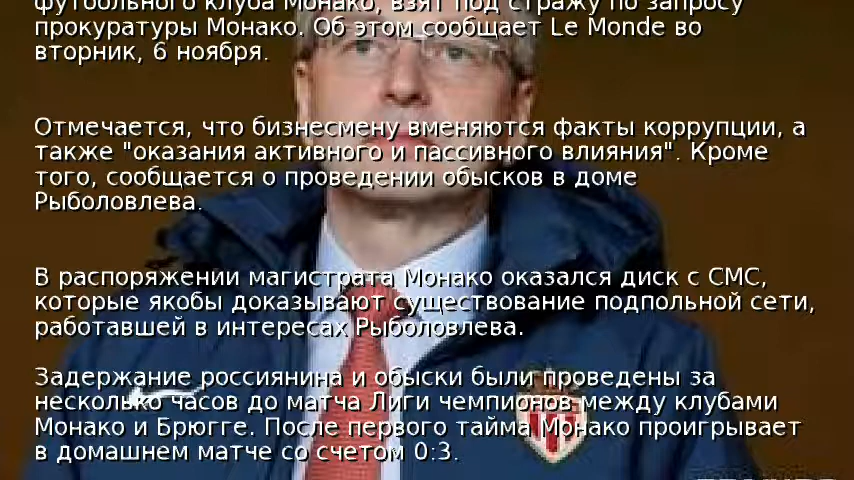 футбольного клуба Монако, взят под стражу по запросу
прокуратуры Монако. Об этом сообщает Le Monde во
вторник, 6 ноября.
Отмечается, что бизнесмену вменяются факты коррупции, а
также "оказания активного и пассивного влияния". Кроме
того, сообщается о проведении обысков в доме
Рыболовлева.
В распоряжении магистрата Монако оказался диск с СМС,
которые якобы доказывают существование подпольной сети,
работавшей в интересах Рыболовлева.
Задержание россиянина и обыски были проведены за
несколько часов до матча Лиги чемпионов между клубами
Монако и Брюгге. После первого тайма Монако проигрывает
в домашнем матче со счетом 0:3.